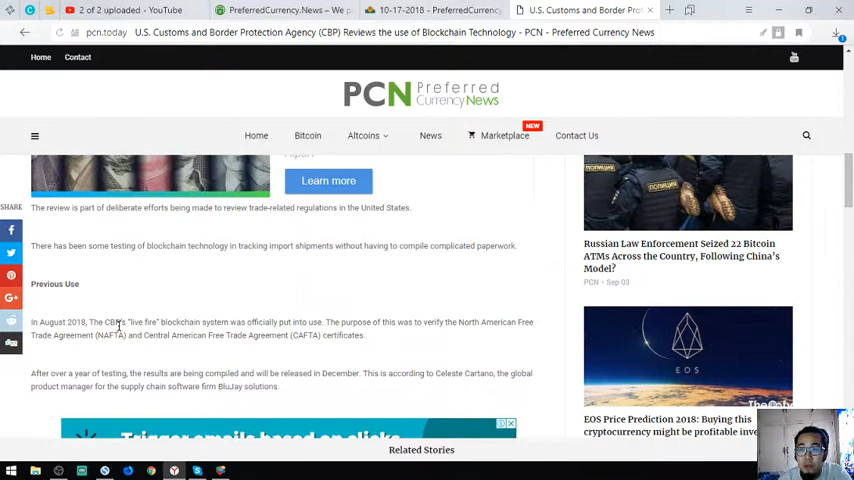 2 of 2 uploaded - YouTube
PreferredCurrency.News – We p
10-17-2018 - PreferredCurrency
U.S. Customs and Border Prot
pcn.today
U.S. Customs and Border Protection Agency (CBP) Reviews the use of Blockchain Technology - PCN - Preferred Currency News
Home
Contact
PCN Preferred
Currency News
NEW
Home
Bitcoin
Altcoins
News
Marketplace
Contact Us
Learn more
SHARE
The review is part of deliberate efforts being made to review trade-related regulations in the United States.
There has been some testing of blockchain technology in tracking import shipments without having to compile complicated paperwork.
Previous Use
In August 2018, The CBP's "live fire" blockchain system was officially put into use. The purpose of this was to verify the North American Free
Trade Agreement (NAFTA) and Central American Free Trade Agreement (CAFTA) certificates.
After over a year of testing, the results are being compiled and will be released in December. This is according to Celeste Cartano, the global
product manager for the supply chain software firm BluJay solutions.
Trigger emails based on clicks
ПОЛИЦИЯ
Russian Law Enforcement Seized 22 Bitcoin
ATMs Across the Country, Following China's
Model?
PCN - Sep 03
EOS
EOS Price Prediction 2018: Buying this
cryptocurrency might be profitable inve
Related Stories